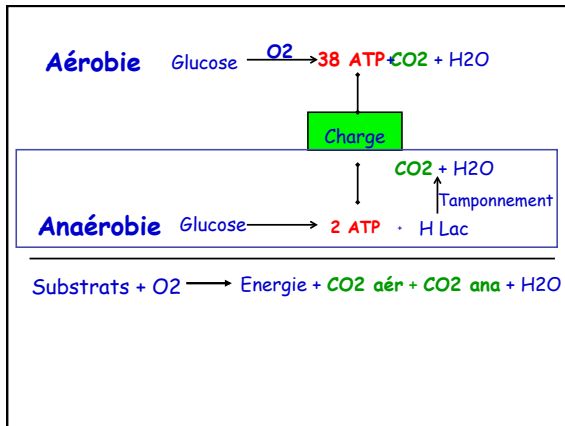 O2
Aérobie Glucose 38 ATP+CO2 + H2O
Charge
CO2 + H2O
Tamponnement
Anaérobie Glucose 2 ATP + H Lac
Substrats + O2 Energie + CO2 aér + CO2 ana + H2O